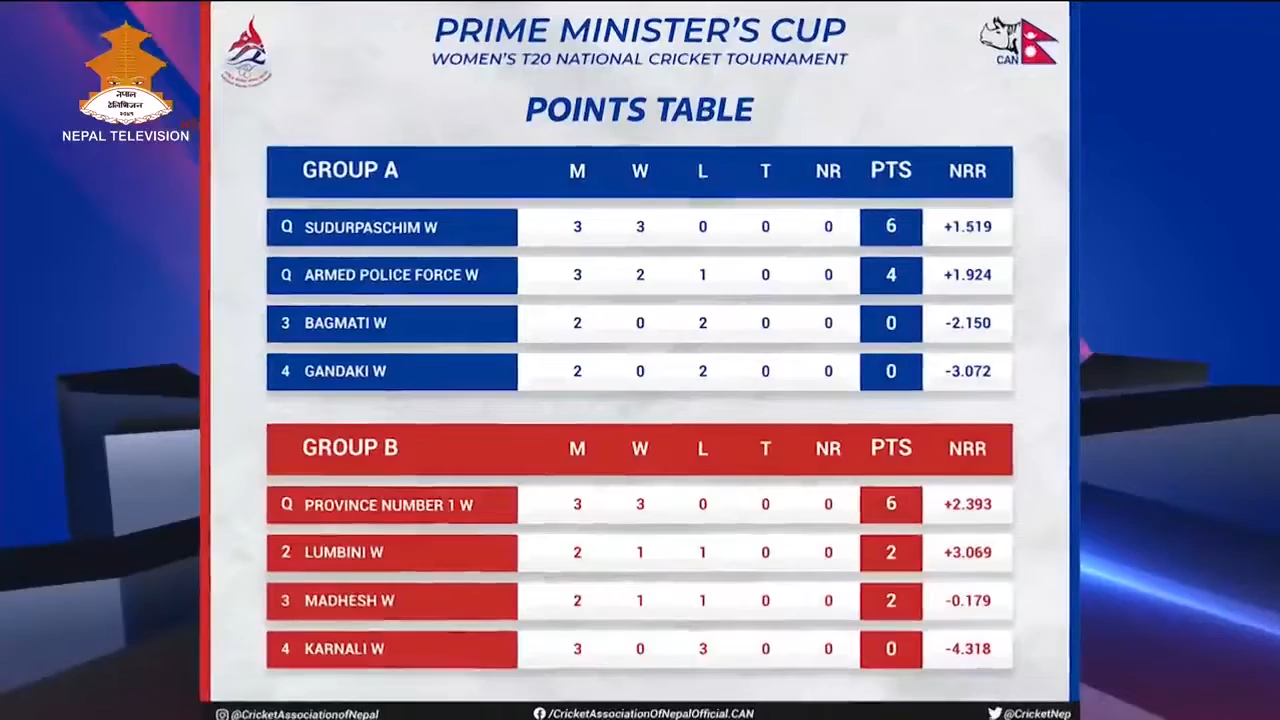 PRIME MINISTER'S CUP
WOMEN'S T20 NATIONAL CRICKET TOURNAMENT
CAN
नेपाल
टेलिभिजन
२०४१
NEPAL TELEVISION
POINTS TABLE
GROUP A M W L T NR PTS NRR
Q SUDURPASCHIM W 3 3 0 0 0 6 +1.519
Q ARMED POLICE FORCE W 3 2 1 0 0 4 +1.924
3 BAGMATI W 2 0 2 0 0 0 -2.150
4 GANDAKI W 2 0 2 0 0 0 -3.072
GROUP B M W L T NR PTS NRR
Q PROVINCE NUMBER 1 W 3 3 0 0 0 6 +2.393
2 LUMBINI W 2 1 1 0 0 2 +3.069
3 MADHESH W 2 1 1 0 0 2 -0.179
4 KARNALI W 3 0 3 0 0 0 -4.318
@CricketAssociationofNepal /CricketAssociationOfNepalOfficial.CAN @CricketNep